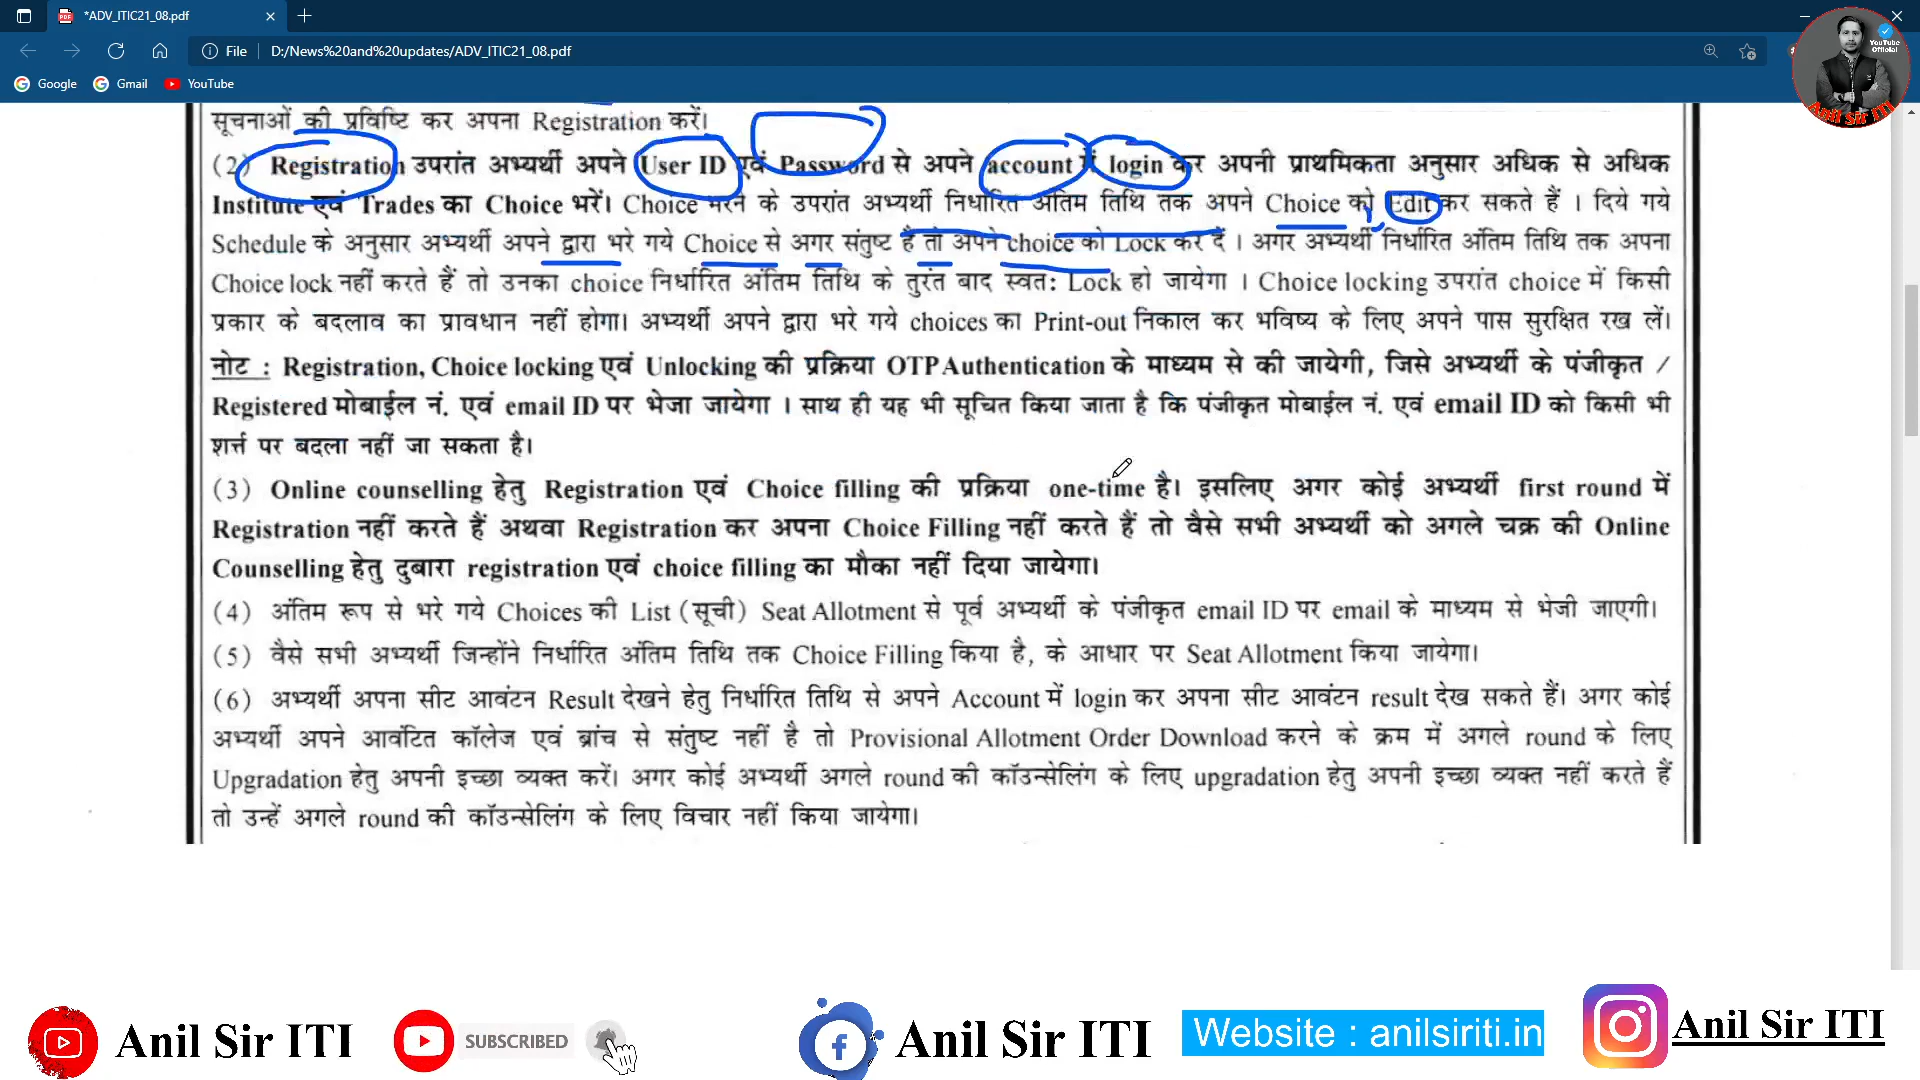 *ADV_ITIC21_08.pdf
File D:/News%20and%20updates/ADV_ITIC21_08.pdf
Google Gmail YouTube
YouTube Official
Anil Sir ITI
सूचनाओं की प्रविष्टि कर अपना Registration करें।
(2) Registration उपरांत अभ्यर्थी अपने User ID एवं Password से अपने account में login कर अपनी प्राथमिकता अनुसार अधिक से अधिक
Institute एवं Trades का Choice भरें। Choice भरने के उपरांत अभ्यर्थी निर्धारित अंतिम तिथि तक अपने Choice को Edit कर सकते हैं । दिये गये
Schedule के अनुसार अभ्यर्थी अपने द्वारा भरे गये Choice से अगर संतुष्ट है तो अपने choice को Lock कर दें । अगर अभ्यर्थी निर्धारित अंतिम तिथि तक अपना
Choice lock नहीं करते हैं तो उनका choice निर्धारित अंतिम तिथि के तुरंत बाद स्वत: Lock हो जायेगा । Choice locking उपरांत choice में किसी
प्रकार के बदलाव का प्रावधान नहीं होगा। अभ्यर्थी अपने द्वारा भरे गये choices का Print-out निकाल कर भविष्य के लिए अपने पास सुरक्षित रख लें।
नोट : Registration, Choice locking एवं Unlocking की प्रक्रिया OTP Authentication के माध्यम से की जायेगी, जिसे अभ्यर्थी के पंजीकृत /
Registered मोबाईल नं. एवं email ID पर भेजा जायेगा । साथ ही यह भी सूचित किया जाता है कि पंजीकृत मोबाईल नं. एवं email ID को किसी भी
शर्त्त पर बदला नहीं जा सकता है।
(3) Online counselling हेतु Registration एवं Choice filling की प्रक्रिया one-time है। इसलिए अगर कोई अभ्यर्थी first round में
Registration नहीं करते हैं अथवा Registration कर अपना Choice Filling नहीं करते हैं तो वैसे सभी अभ्यर्थी को अगले चक्र की Online
Counselling हेतु दुबारा registration एवं choice filling का मौका नहीं दिया जायेगा।
(4) अंतिम रूप से भरे गये Choices की List (सूची) Seat Allotment से पूर्व अभ्यर्थी के पंजीकृत email ID पर email के माध्यम से भेजी जाएगी।
(5) वैसे सभी अभ्यर्थी जिन्होंने निर्धारित अंतिम तिथि तक Choice Filling किया है, के आधार पर Seat Allotment किया जायेगा।
(6) अभ्यर्थी अपना सीट आवंटन Result देखने हेतु निर्धारित तिथि से अपने Account में login कर अपना सीट आवंटन result देख सकते हैं। अगर कोई
अभ्यर्थी अपने आवंटित कॉलेज एवं ब्रांच से संतुष्ट नहीं है तो Provisional Allotment Order Download करने के क्रम में अगले round के लिए
Upgradation हेतु अपनी इच्छा व्यक्त करें। अगर कोई अभ्यर्थी अगले round की कॉउन्सेलिंग के लिए upgradation हेतु अपनी इच्छा व्यक्त नहीं करते हैं
तो उन्हें अगले round की कॉउन्सेलिंग के लिए विचार नहीं किया जायेगा।
Anil Sir ITI SUBSCRIBED Anil Sir ITI Website : anilsiriti.in Anil Sir ITI